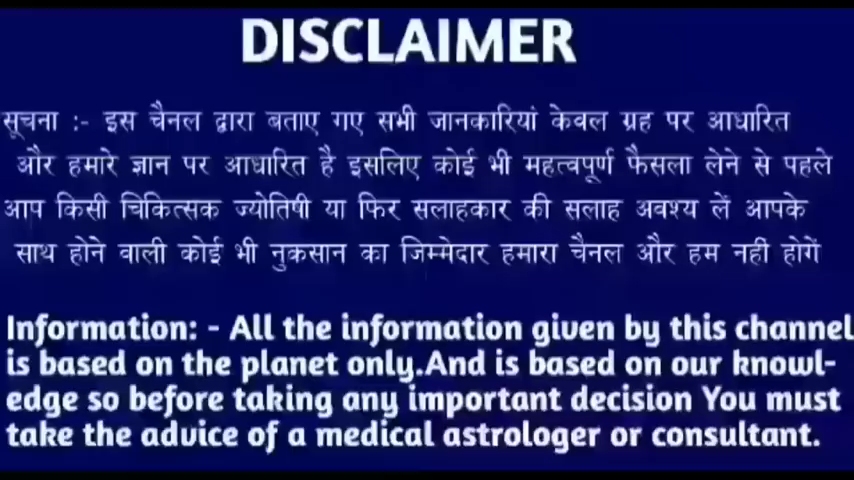 DISCLAIMER
सूचना :- इस चैनल द्वारा बताए गए सभी जानकारियां केवल ग्रह पर आधारित
और हमारे ज्ञान पर आधारित है इसलिए कोई भी महत्वपूर्ण फैसला लेने से पहले
आप किसी चिकित्सक ज्योतिषी या फिर सलाहकार की सलाह अवश्य लें आपके
साथ होने वाली कोई भी नुकसान का जिम्मेदार हमारा चैनल और हम नहीं होगें
Information: - All the information given by this channel
is based on the planet only.And is based on our knowl-
edge so before taking any important decision You must
take the advice of a medical astrologer or consultant.